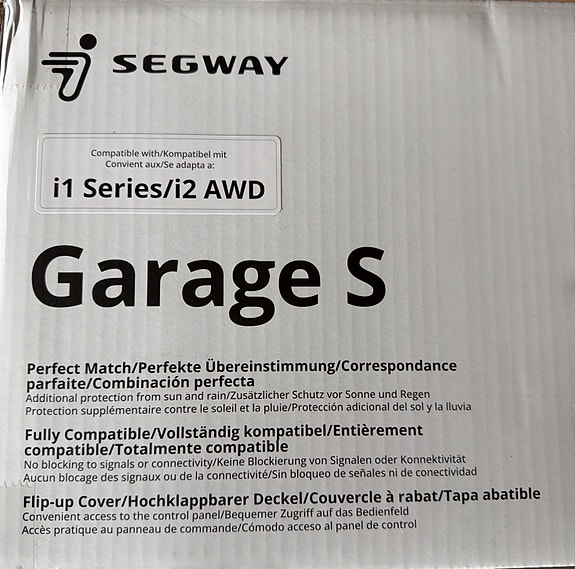 SEGWAY
Compatible with/Kompatibel mit
Convient aux/Se adapta a:
i1 Series/i2 AWD
Garage S
Perfect Match/Perfekte Übereinstimmung/Correspondance
parfaite/Combinación perfecta
Additional protection from sun and rain/Zusätzlicher Schutz vor Sonne und Regen
Protection supplémentaire contre le soleil et la pluie/Protección adicional del sol y la lluvia
Fully Compatible/Vollständig kompatibel/Entièrement
compatible/Totalmente compatible
No blocking to signals or connectivity/Keine Blockierung von Signalen oder Konnektivität
Aucun blocage des signaux ou de la connectivité/Sin bloqueo de señales ni de conectividad
Flip-up Cover/Hochklappbarer Deckel/Couvercle à rabat/Tapa abatible
Convenient access to the control panel/Bequemer Zugriff auf das Bedienfeld
Accès pratique au panneau de commande/Cómodo acceso al panel de control